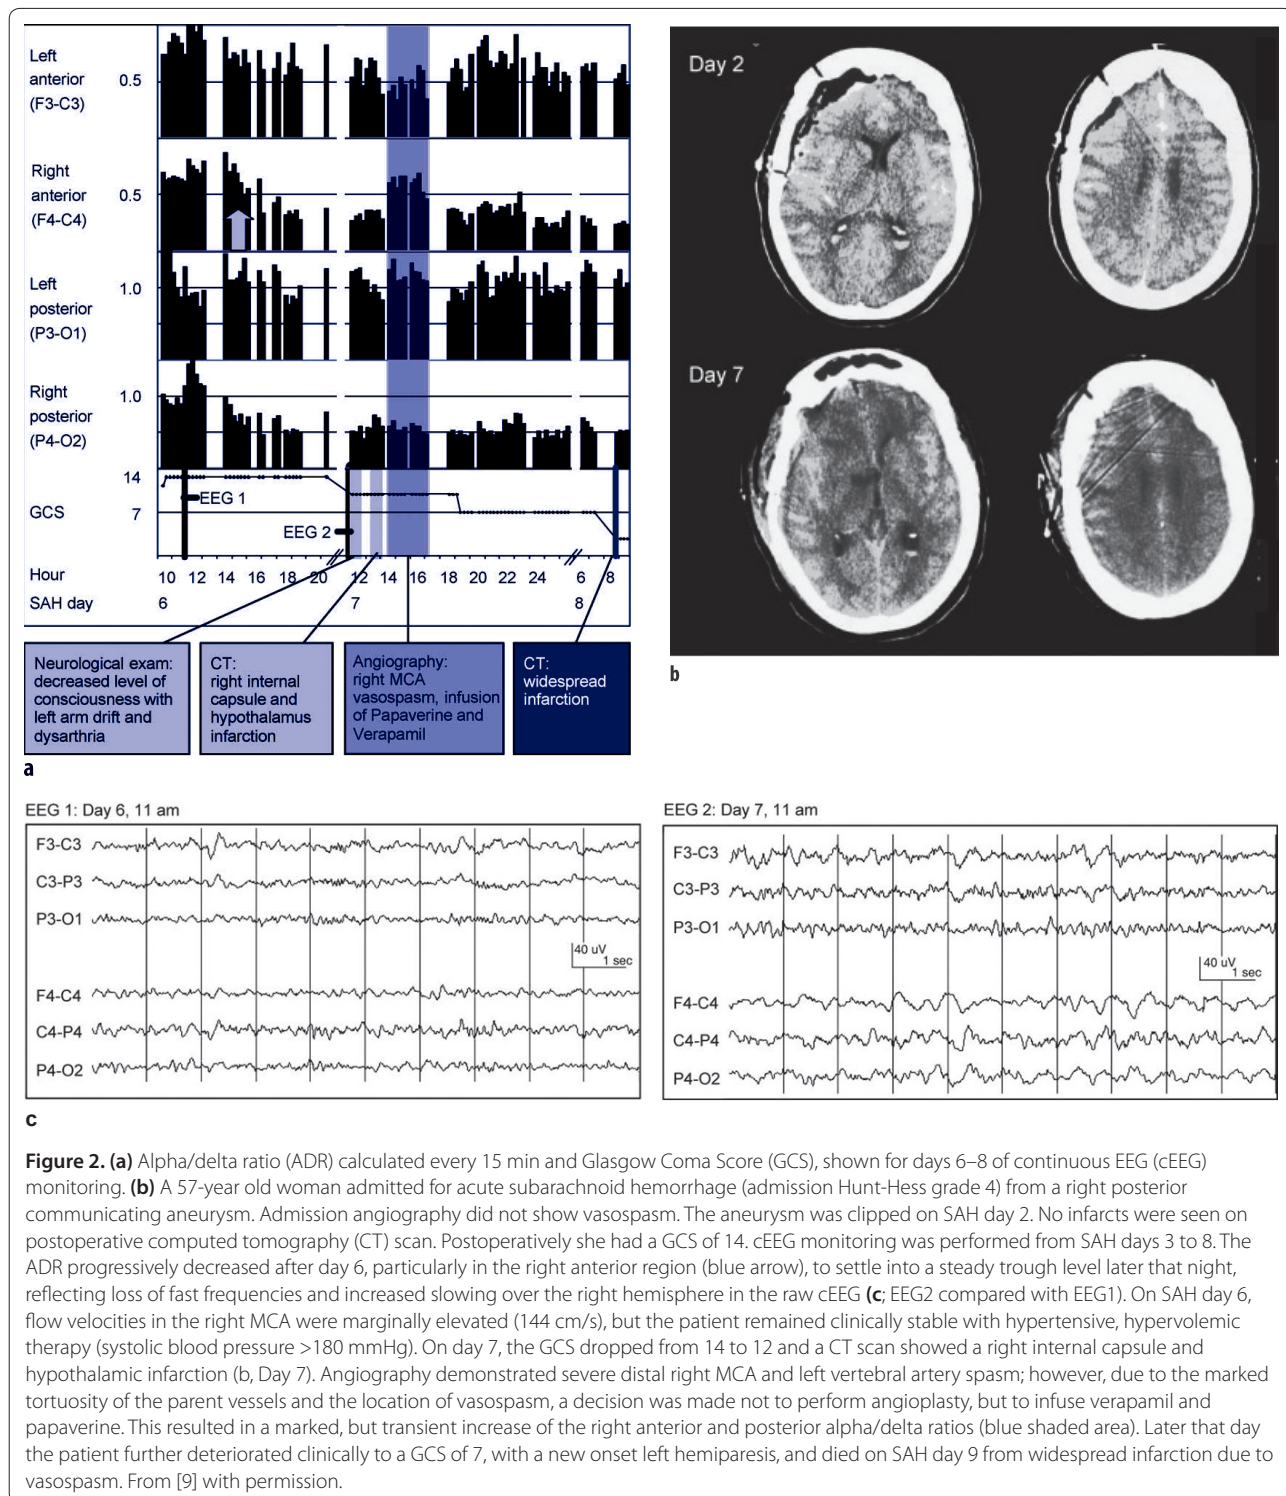 Left
anterior
(F3-C3)
0.5
Right
anterior
(F4-C4)
0.5
Left
posterior
(P3-O1)
1.0
Right
posterior
(P4-O2)
1.0
GCS
14
7
EEG 1
EEG 2
Hour
10 12 14 16 18 20 12 14 16 18 20 22 24 6 8
SAH day
6 7 8
Neurological exam:
decreased level of
consciousness with
left arm drift and
dysarthria
CT:
right internal
capsule and
hypothalamus
infarction
Angiography:
right MCA
vasospasm, infusion
of Papaverine and
Verapamil
CT:
widespread
infarction
a
Day 2
Day 7
b
EEG 1: Day 6, 11 am
F3-C3
C3-P3
P3-O1
40 uV
1 sec
F4-C4
C4-P4
P4-O2
EEG 2: Day 7, 11 am
F3-C3
C3-P3
P3-O1
40 uV
1 sec
F4-C4
C4-P4
P4-O2
c
Figure 2. (a) Alpha/delta ratio (ADR) calculated every 15 min and Glasgow Coma Score (GCS), shown for days 6–8 of continuous EEG (cEEG)
monitoring. (b) A 57-year old woman admitted for acute subarachnoid hemorrhage (admission Hunt-Hess grade 4) from a right posterior
communicating aneurysm. Admission angiography did not show vasospasm. The aneurysm was clipped on SAH day 2. No infarcts were seen on
postoperative computed tomography (CT) scan. Postoperatively she had a GCS of 14. cEEG monitoring was performed from SAH days 3 to 8. The
ADR progressively decreased after day 6, particularly in the right anterior region (blue arrow), to settle into a steady trough level later that night,
reflecting loss of fast frequencies and increased slowing over the right hemisphere in the raw cEEG (c; EEG2 compared with EEG1). On SAH day 6,
flow velocities in the right MCA were marginally elevated (144 cm/s), but the patient remained clinically stable with hypertensive, hypervolemic
therapy (systolic blood pressure >180 mmHg). On day 7, the GCS dropped from 14 to 12 and a CT scan showed a right internal capsule and
hypothalamic infarction (b, Day 7). Angiography demonstrated severe distal right MCA and left vertebral artery spasm; however, due to the marked
tortuosity of the parent vessels and the location of vasospasm, a decision was made not to perform angioplasty, but to infuse verapamil and
papaverine. This resulted in a marked, but transient increase of the right anterior and posterior alpha/delta ratios (blue shaded area). Later that day
the patient further deteriorated clinically to a GCS of 7, with a new onset left hemiparesis, and died on SAH day 9 from widespread infarction due to
vasospasm. From [9] with permission.